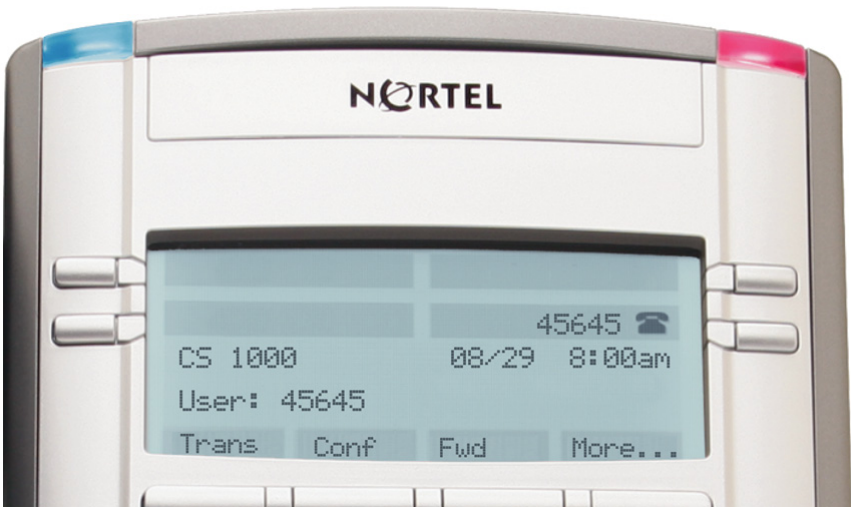 NORTEL
45645
CS 1000 08/29 8:00am
User: 45645
Trans Conf Fwd More...